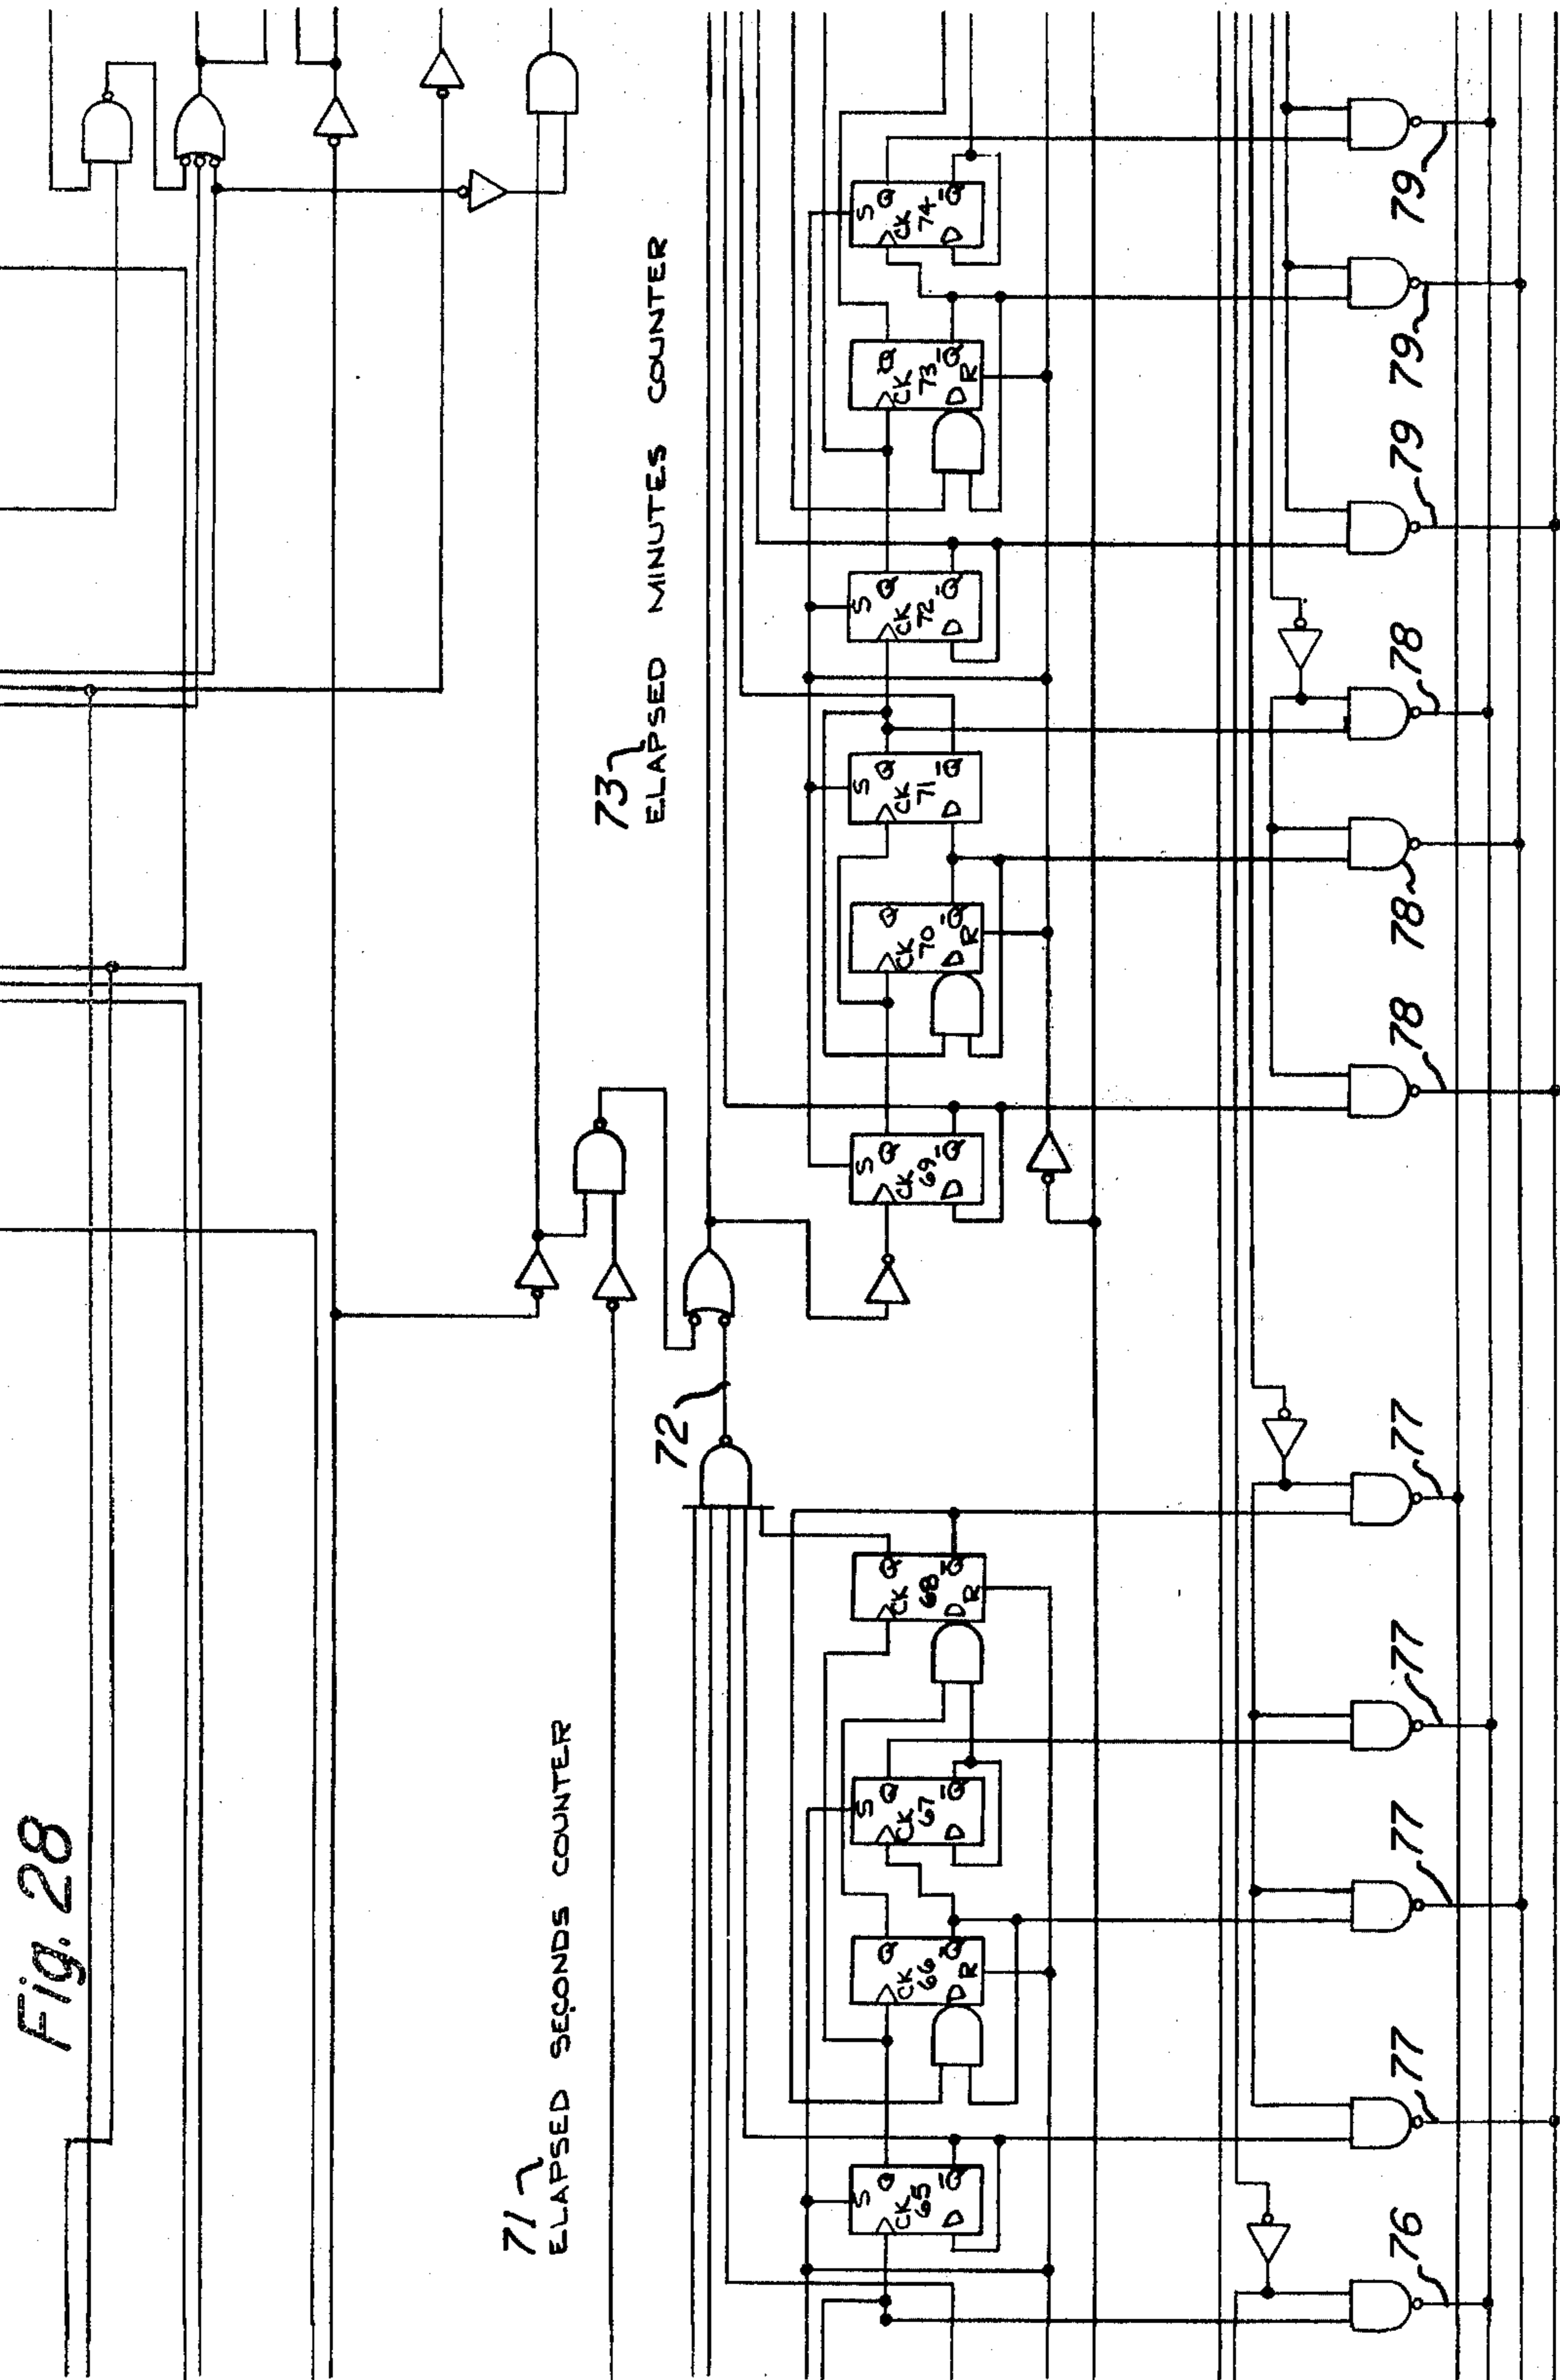 Fig. 28
71
ELAPSED SECONDS COUNTER
73
ELAPSED MINUTES COUNTER
72
S Q
CK
65
D Q̅
Q
CK
66
D Q̅
R
S Q
CK
67
D Q̅
Q
CK
68
D Q̅
R
S Q
CK
69
D Q̅
Q
CK
70
D Q̅
R
S Q
CK
71
D Q̅
S Q
CK
72
D Q̅
Q
CK
73
D Q̅
R
S Q
CK
74
D Q̅
76
77
77
77
77
78
78
78
79
79
79